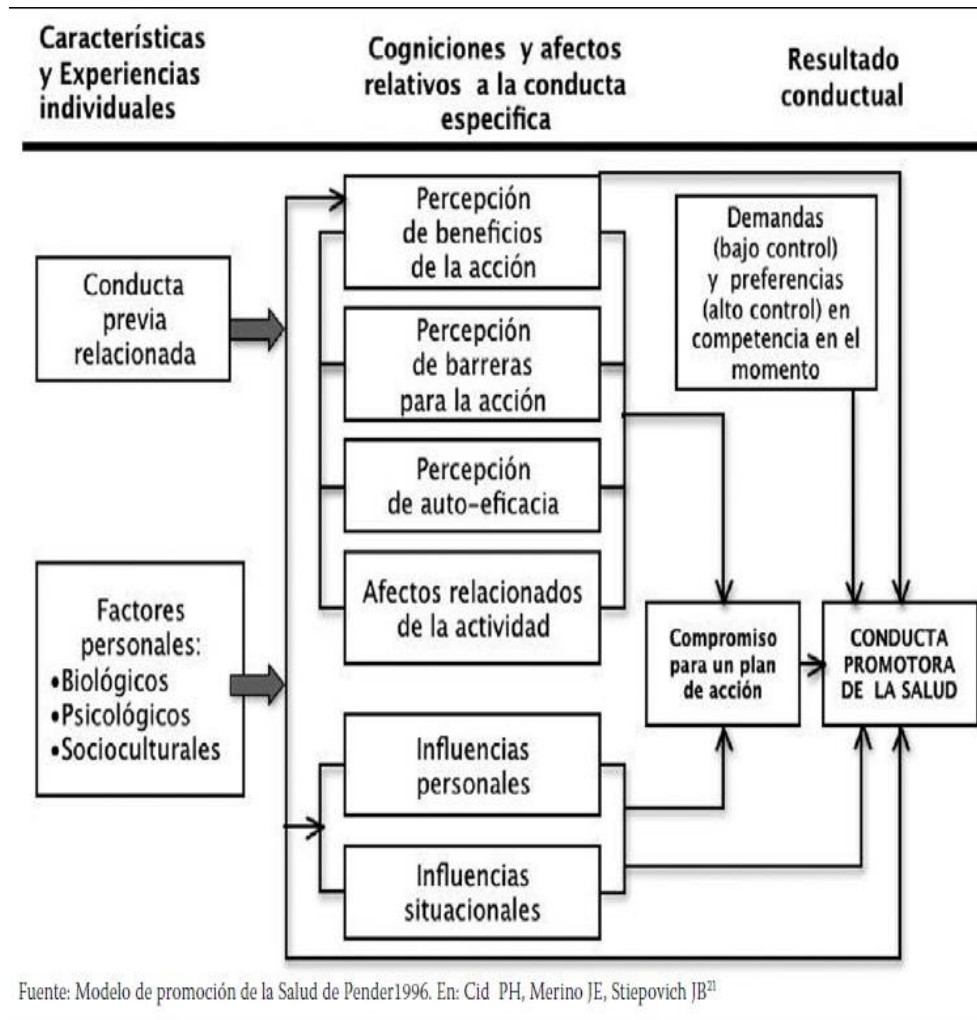 Características
y Experiencias
individuales
Cogniciones y afectos
relativos a la conducta
especifica
Resultado
conductual
Conducta
previa
relacionada
Factores
personales:
•Biológicos
•Psicológicos
•Socioculturales
Percepción
de beneficios
de la acción
Percepción
de barreras
para la acción
Percepción
de auto-eficacia
Afectos relacionados
de la actividad
Influencias
personales
Influencias
situacionales
Demandas
(bajo control)
y preferencias
(alto control) en
competencia en el
momento
Compromiso
para un plan
de acción
CONDUCTA
PROMOTORA
DE LA SALUD
Fuente: Modelo de promoción de la Salud de Pender1996. En: Cid PH, Merino JE, Stiepovich JB²¹